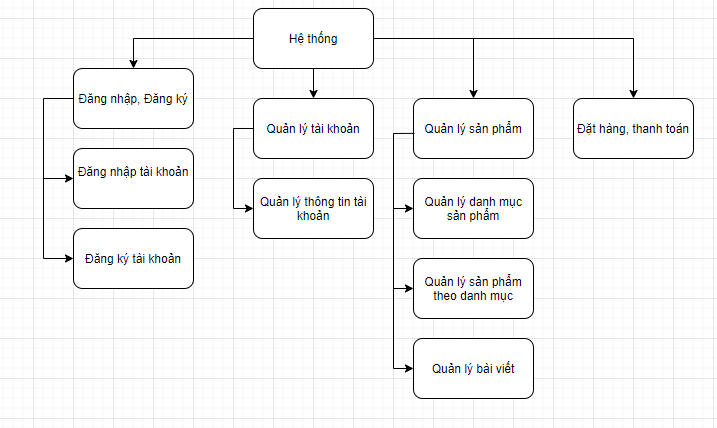 Hệ thống
Đăng nhập, Đăng ký
Đăng nhập tài khoản
Đăng ký tài khoản
Quản lý tài khoản
Quản lý thông tin tài
khoản
Quản lý sản phẩm
Quản lý danh mục
sản phẩm
Quản lý sản phẩm
theo danh mục
Quản lý bài viết
Đặt hàng, thanh toán